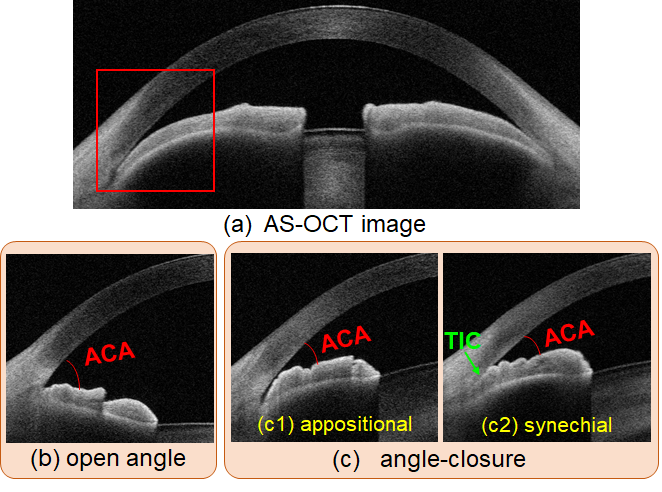 (a) AS-OCT image
ACA
(b) open angle
ACA
(c1) appositional
TIC
ACA
(c2) synechial
(c) angle-closure